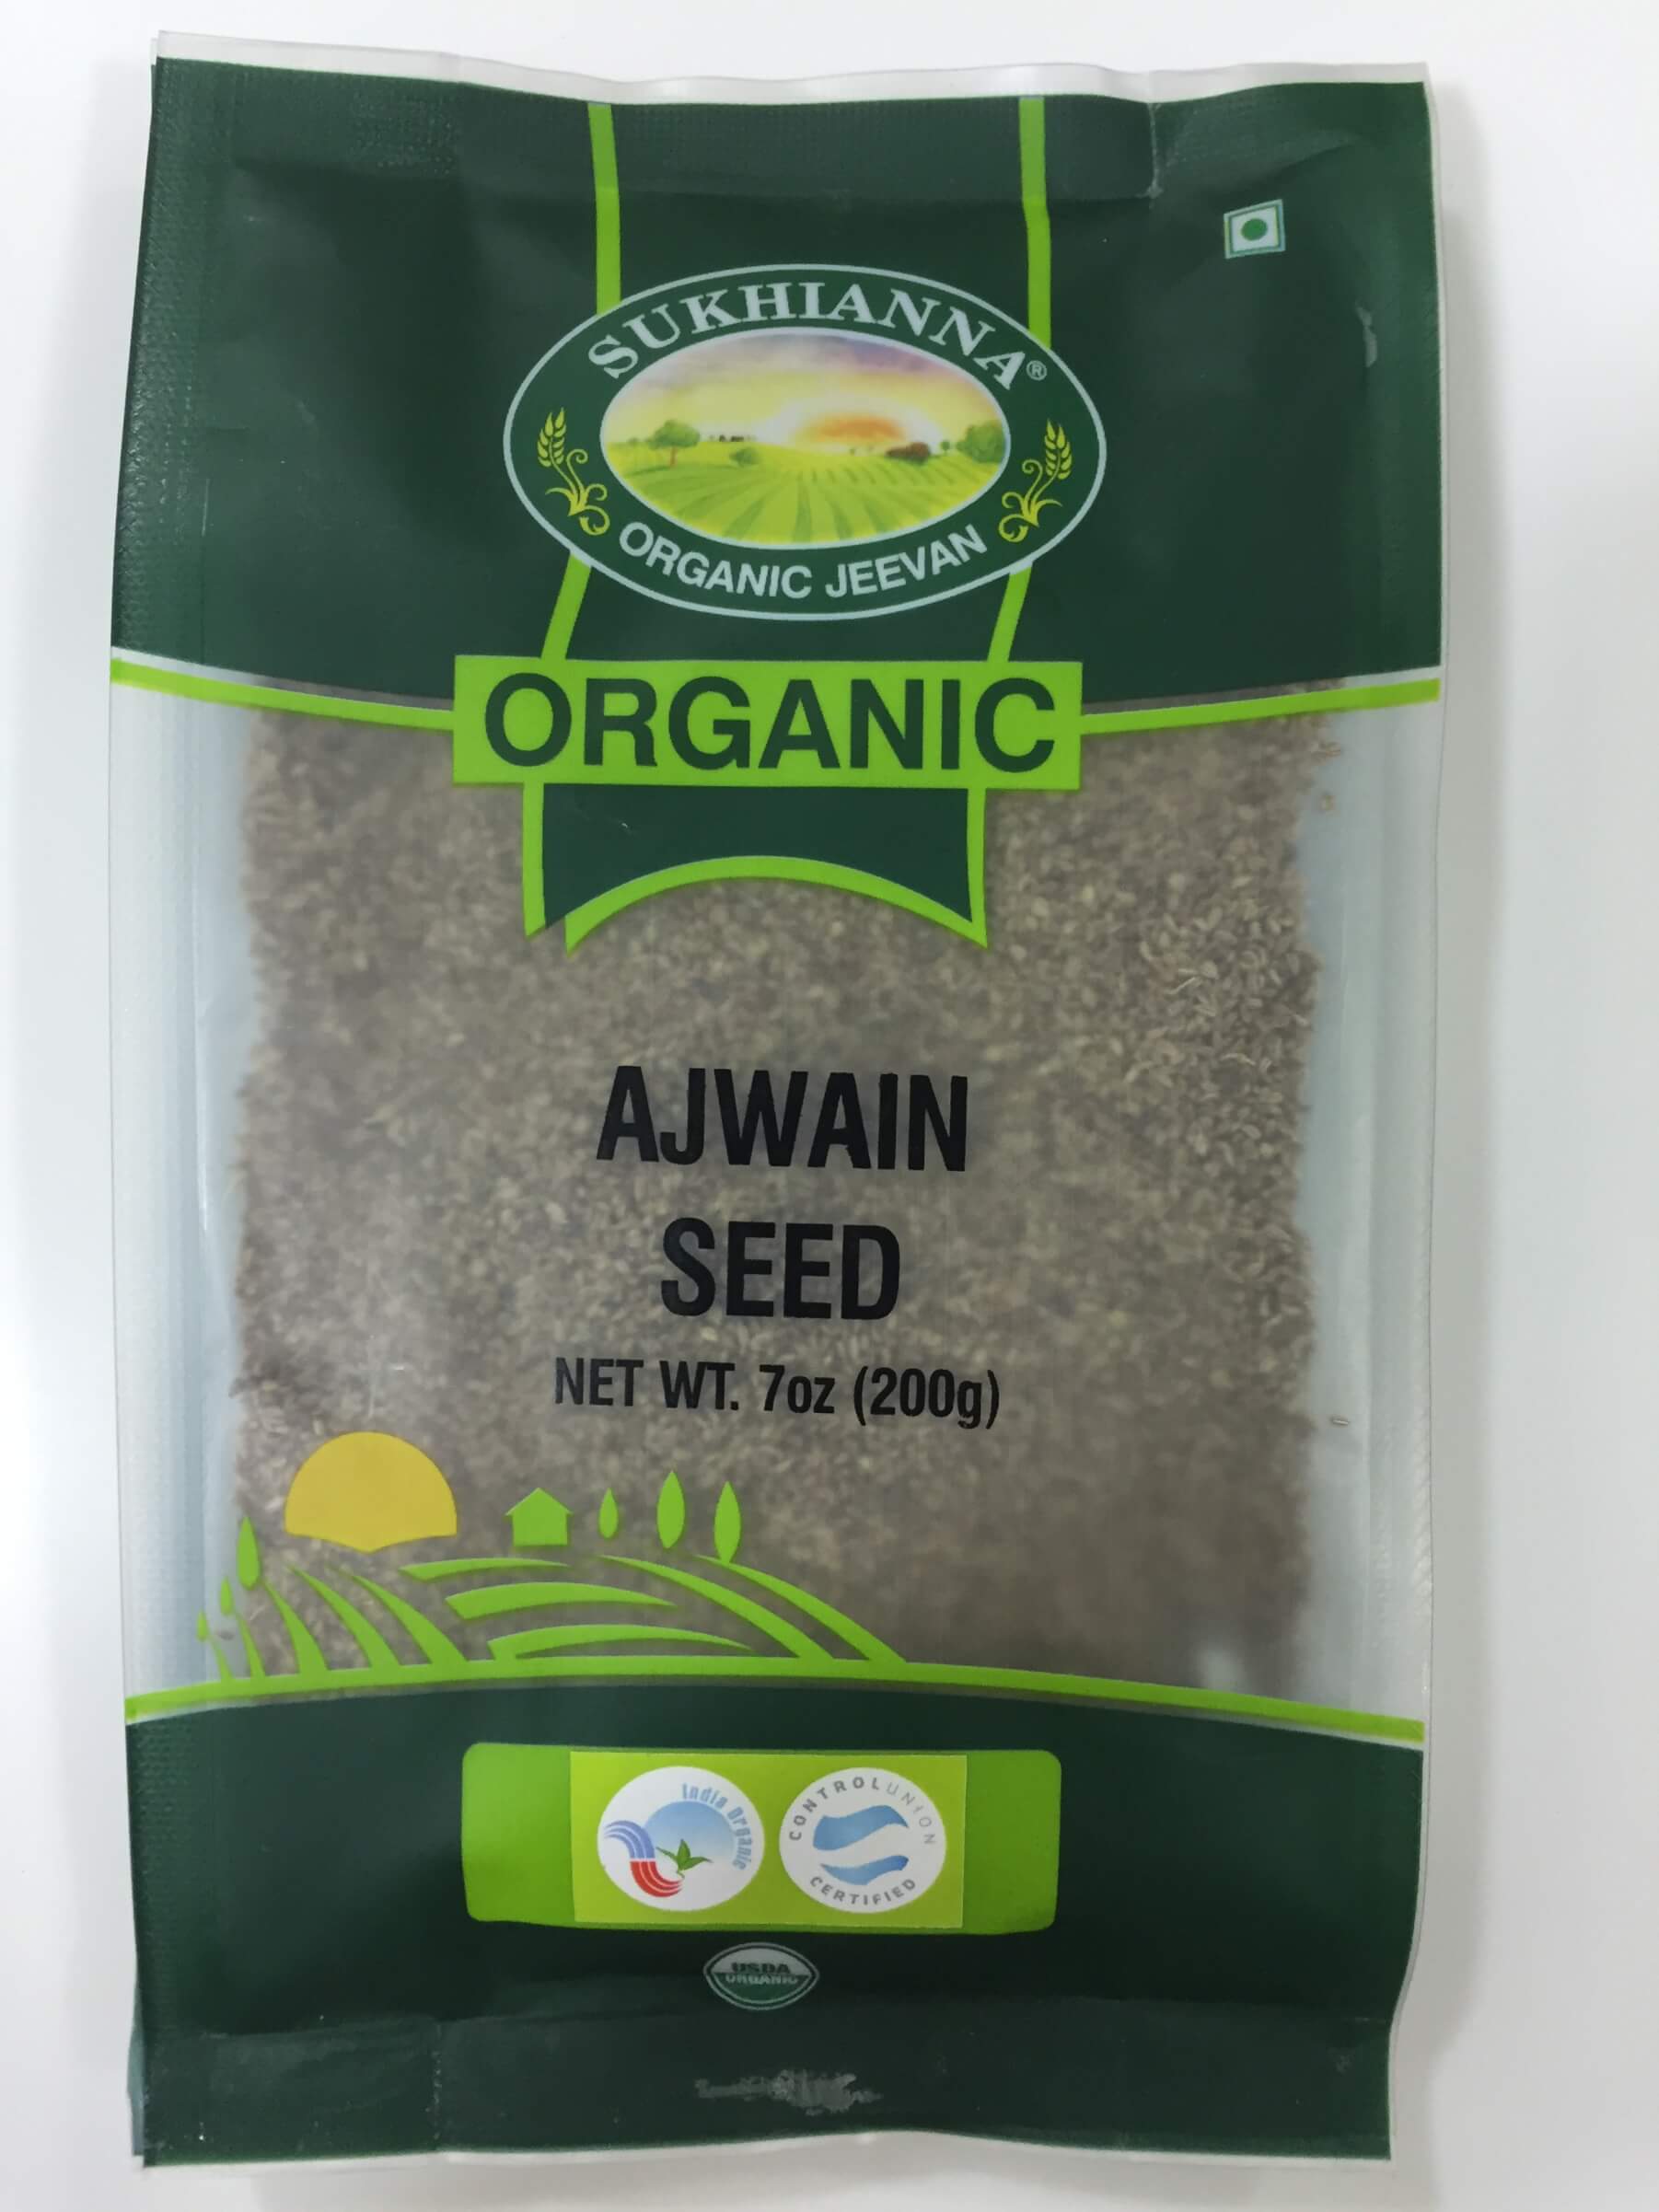 SUKHIANNA®
ORGANIC JEEVAN
ORGANIC
AJWAIN
SEED
NET WT. 7oz (200g)
India Organic
CONTROL UNION
CERTIFIED
USDA
ORGANIC